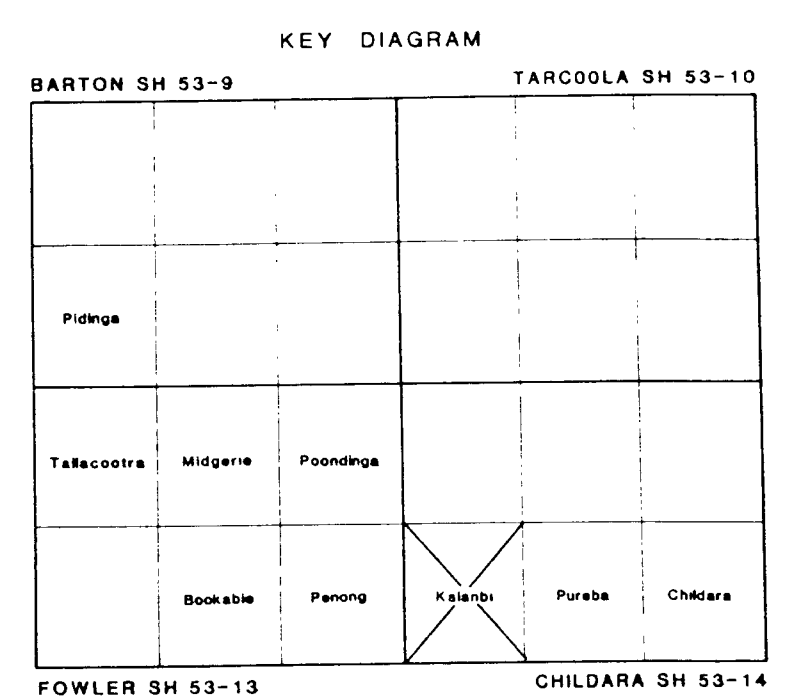 KEY DIAGRAM
BARTON SH 53-9
TARCOOLA SH 53-10
Pidinga
Tallacootra Midgerie Poondinga
Bookabie Penong Kalanbi Pureba Childara
FOWLER SH 53-13
CHILDARA SH 53-14